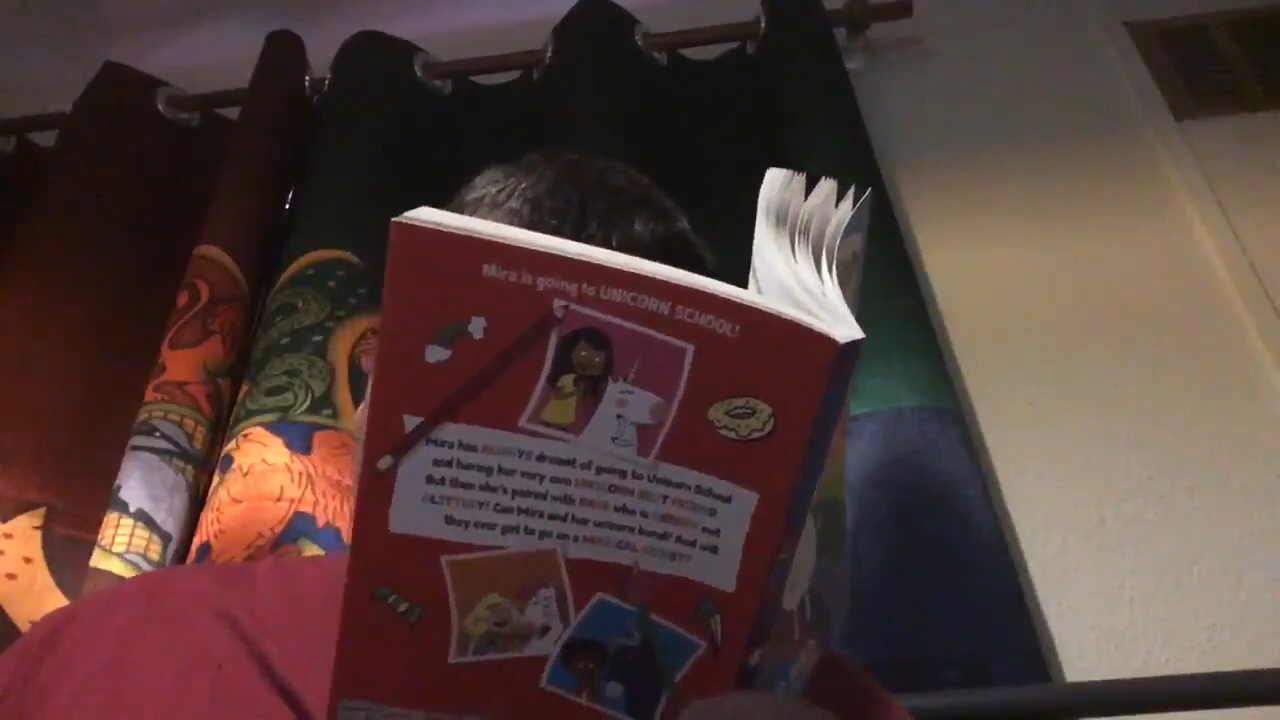 Mira is going to UNICORN SCHOOL!
Mira has ALWAYS dreamt of going to Unicorn School
and having her very own UNICORN BEST FRIEND
But then she's paired with who is not
GLITTERY! Can Mira and her unicorn bond? And will
they ever get to go on a MAGICAL QUEST?